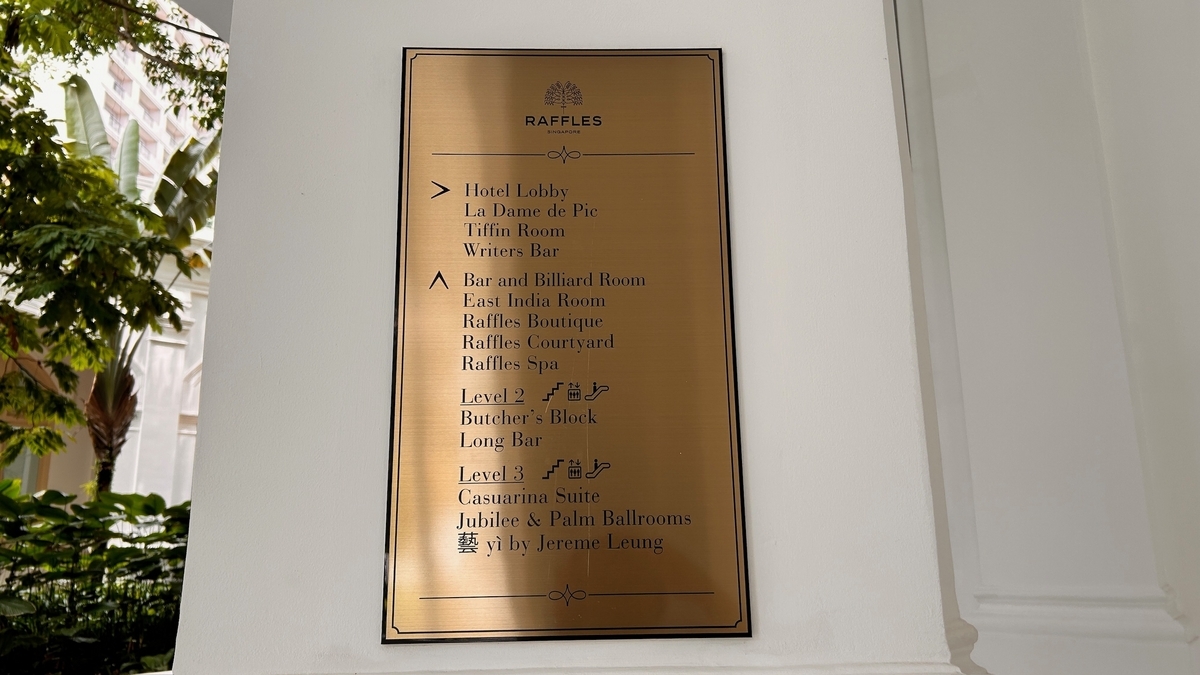 RAFFLES
SINGAPORE
Hotel Lobby
La Dame de Pic
Tiffin Room
Writers Bar
Bar and Billiard Room
East India Room
Raffles Boutique
Raffles Courtyard
Raffles Spa
Level 2
Butcher's Block
Long Bar
Level 3
Casuarina Suite
Jubilee & Palm Ballrooms
藝 yì by Jereme Leung